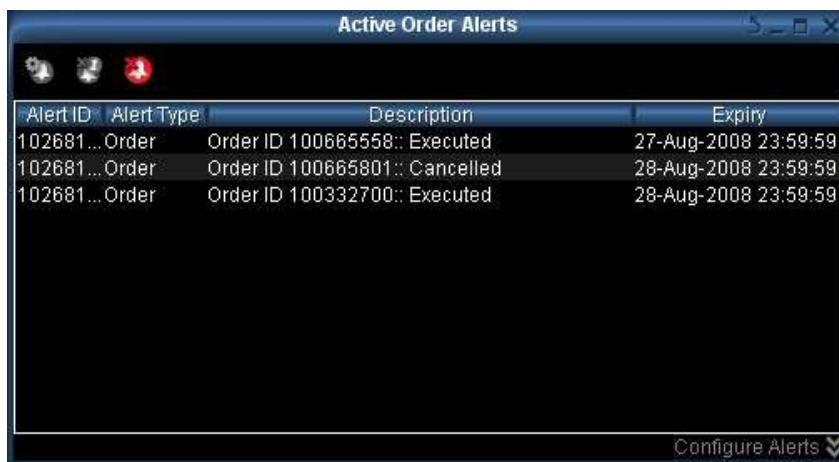 Active Order Alerts
Alert ID Alert Type Description Expiry
102681... Order Order ID 100665558:: Executed 27-Aug-2008 23:59:59
102681... Order Order ID 100665801:: Cancelled 28-Aug-2008 23:59:59
102681... Order Order ID 100332700:: Executed 28-Aug-2008 23:59:59
Configure Alerts